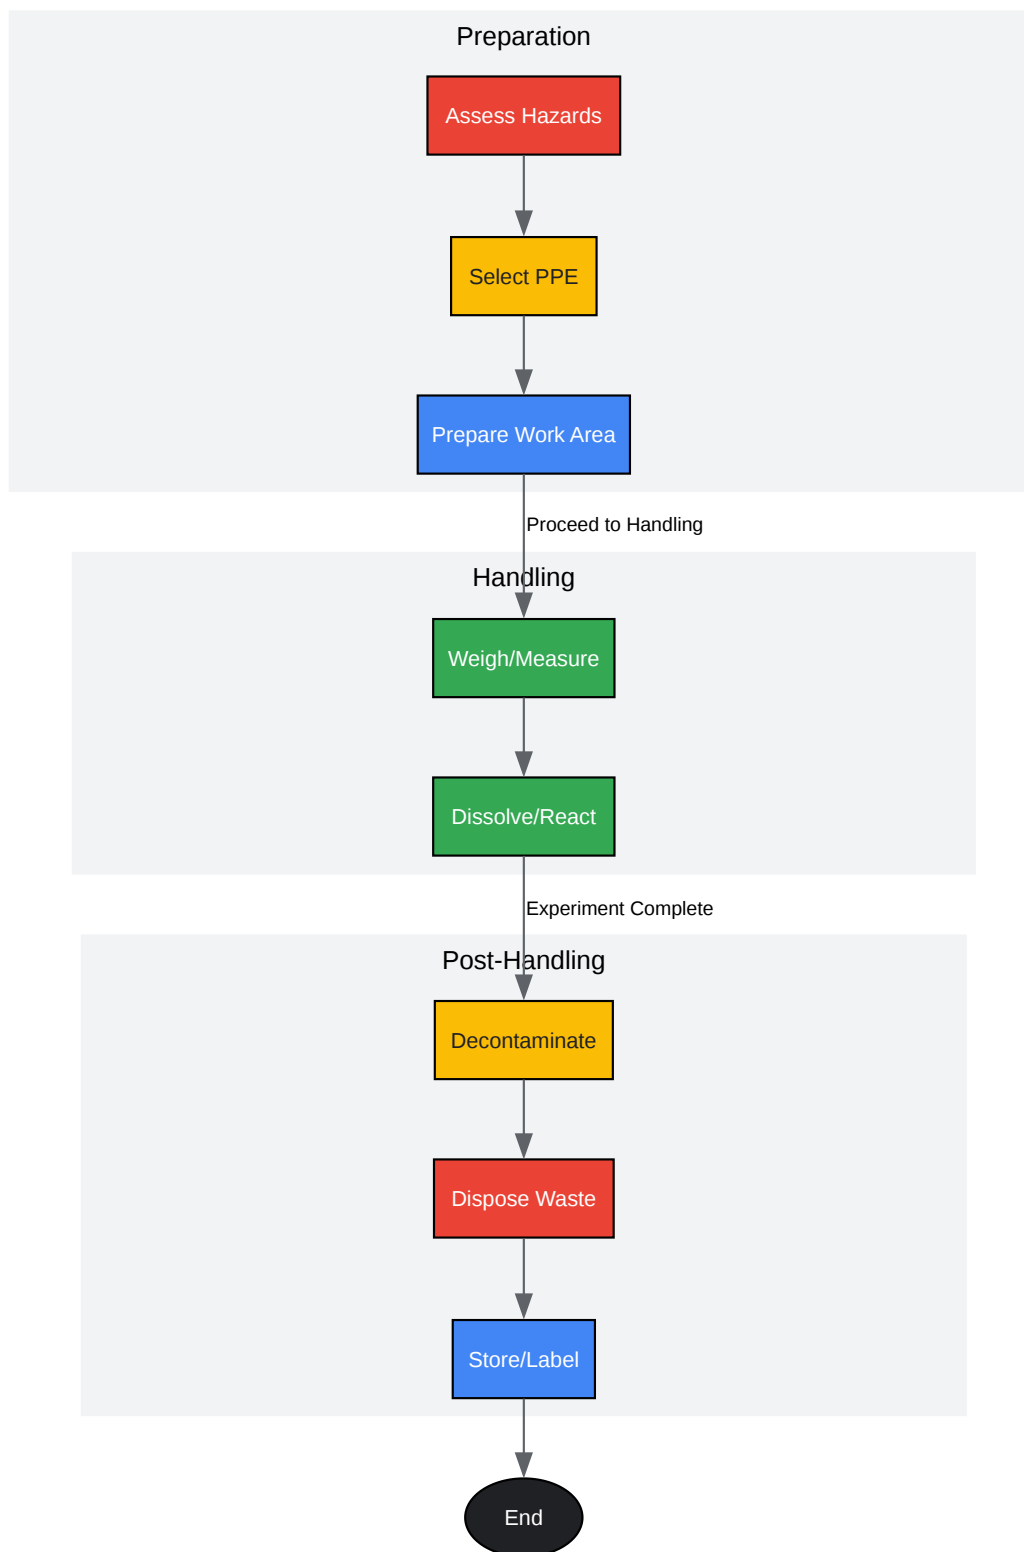 Preparation
Assess Hazards
Select PPE
Prepare Work Area
Proceed to Handling
Handling
Weigh/Measure
Dissolve/React
Experiment Complete
Post-Handling
Decontaminate
Dispose Waste
Store/Label
End